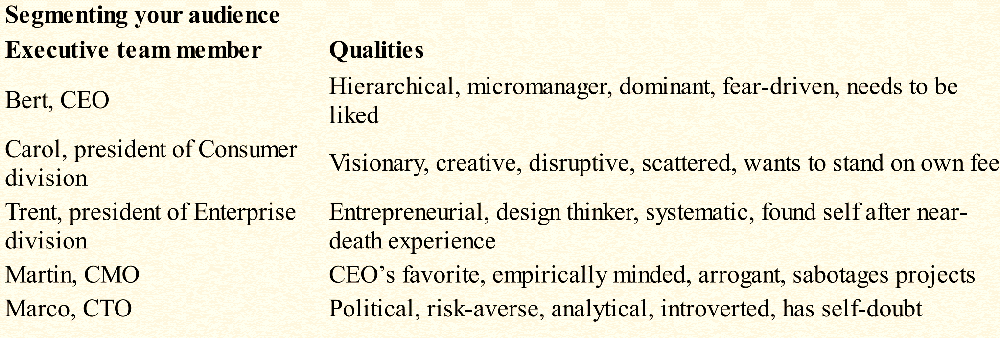 Segmenting your audience
Executive team member Qualities
Bert, CEO
Hierarchical, micromanager, dominant, fear-driven, needs to be
liked
Carol, president of Consumer
division
Visionary, creative, disruptive, scattered, wants to stand on own fee
Trent, president of Enterprise
division
Entrepreneurial, design thinker, systematic, found self after near-
death experience
Martin, CMO
CEO’s favorite, empirically minded, arrogant, sabotages projects
Marco, CTO
Political, risk-averse, analytical, introverted, has self-doubt